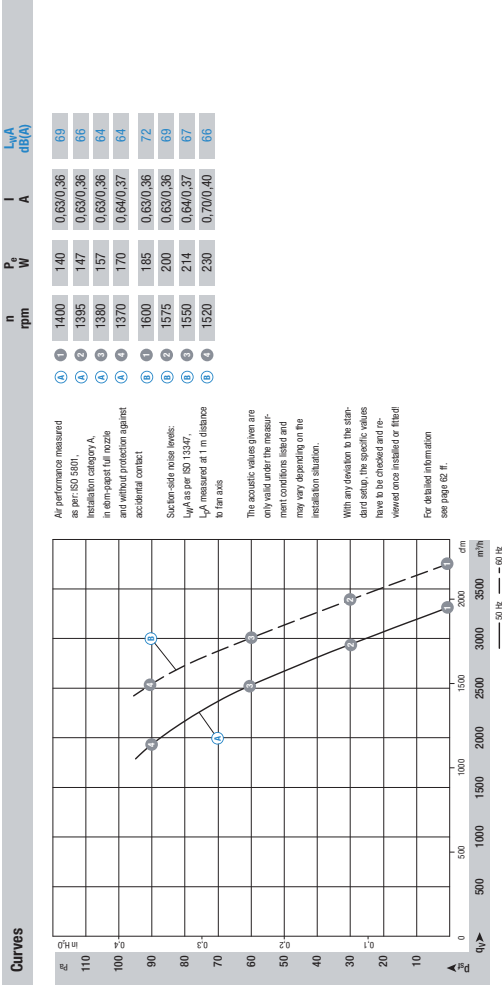 Curves
n
rpm
Pe
W
I
A
LwA
dB(A)
A 1 1400 140 0,63/0,36 69
A 2 1395 147 0,63/0,36 66
A 3 1380 157 0,63/0,36 64
A 4 1370 170 0,64/0,37 64
B 1 1600 185 0,63/0,36 72
B 2 1575 200 0,63/0,36 69
B 3 1550 214 0,64/0,37 67
B 4 1520 230 0,70/0,40 66
Air performance measured
as per: ISO 5801,
Installation category A,
in ebm-papst full nozzle
and without protection against
accidental contact
Suction-side noise levels:
LwA as per ISO 13347,
LpA measured at 1 m distance
to fan axis
The acoustic values given are
only valid under the measur-
ment conditions listed and
may vary depending on the
installation situation.
With any deviation to the stan-
dard setup, the specific values
have to be checked and re-
viewed once installed or fitted!
For detailed information
see page 62 ff.
Pa
in H2O
110
100
90
80
70
60
50
40
30
20
10
0,4
0,3
0,2
0,1
4
3
2
1
A
4
3
2
1
B
0 500 1000 1500 2000 cfm
500 1000 1500 2000 2500 3000 3500 m³/h
Pst
qv
50 Hz
60 Hz